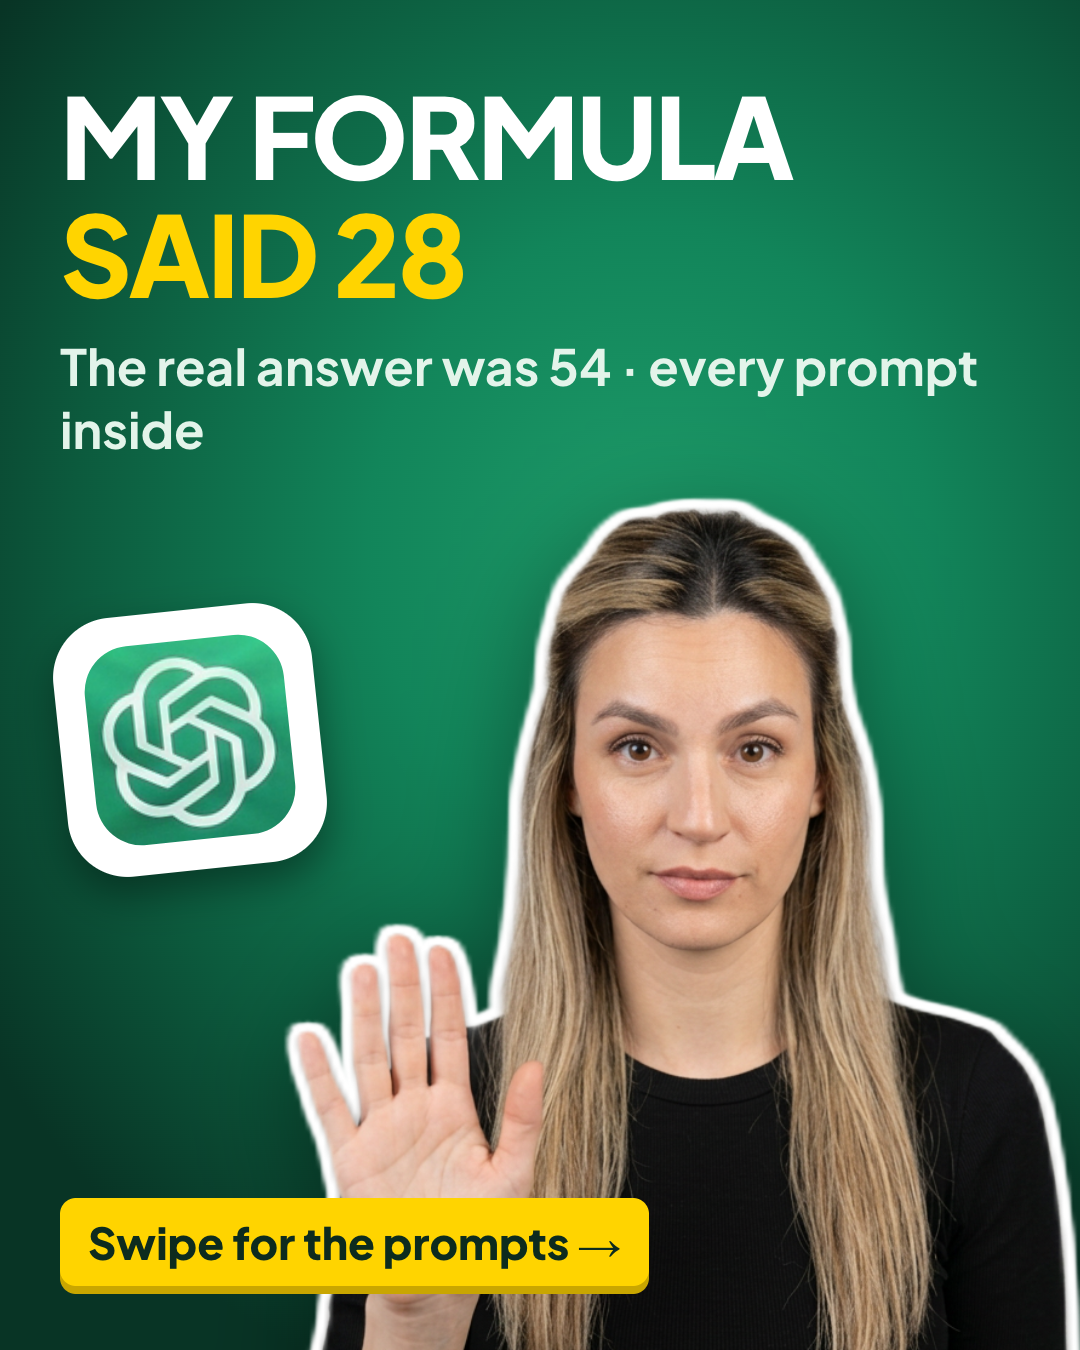 MY FORMULA
SAID 28
The real answer was 54 · every prompt
inside
Swipe for the prompts →